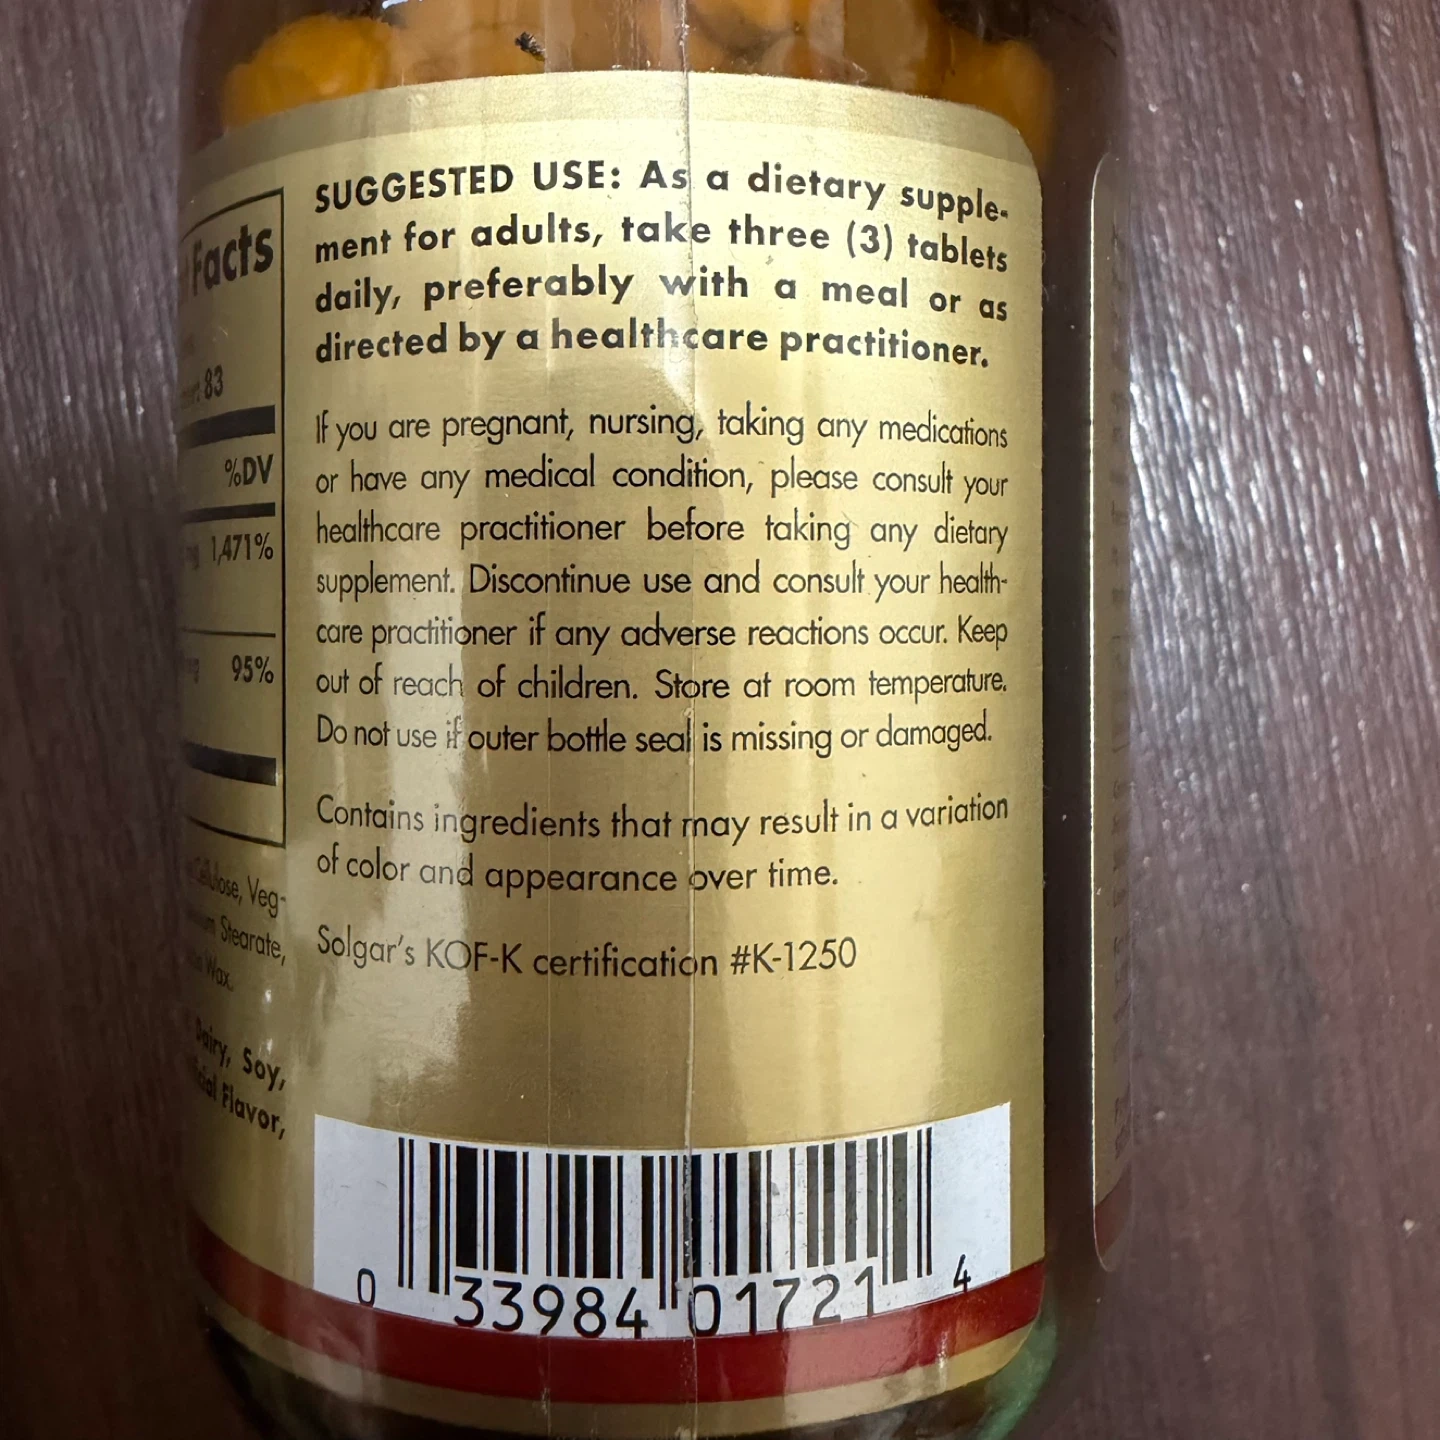 Facts
83
%DV
1,471%
95%
Cellulose, Veg-
Stearate,
Wax.
Dairy, Soy,
Flavor,
SUGGESTED USE: As a dietary supple-
ment for adults, take three (3) tablets
daily, preferably with a meal or as
directed by a healthcare practitioner.
If you are pregnant, nursing, taking any medications
or have any medical condition, please consult your
healthcare practitioner before taking any dietary
supplement. Discontinue use and consult your health-
care practitioner if any adverse reactions occur. Keep
out of reach of children. Store at room temperature.
Do not use if outer bottle seal is missing or damaged.
Contains ingredients that may result in a variation
of color and appearance over time.
Solgar's KOF-K certification #K-1250
0 33984 01721 4